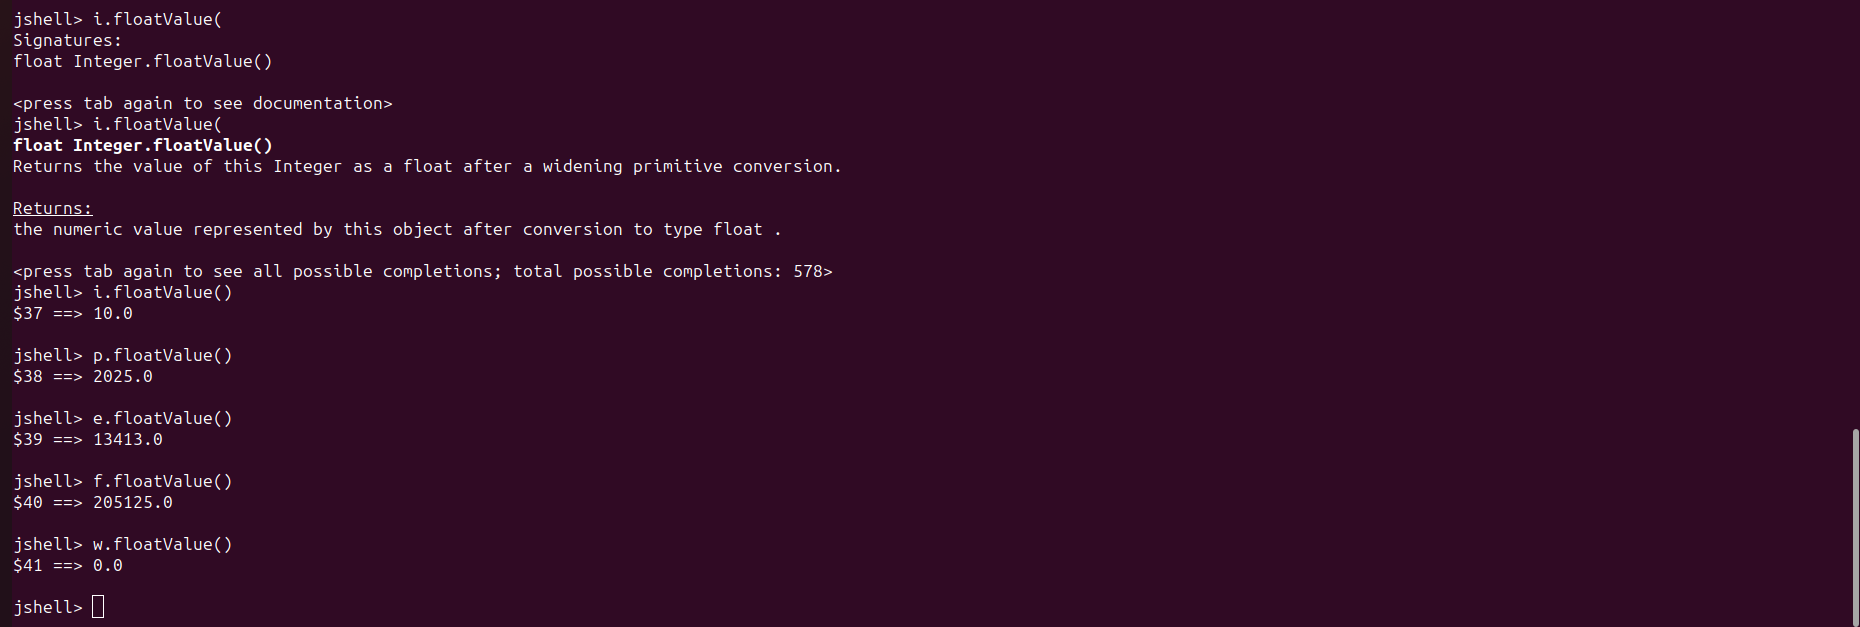 jshell> i.floatValue(
Signatures:
float Integer.floatValue()
<press tab again to see documentation>
jshell> i.floatValue(
float Integer.floatValue()
Returns the value of this Integer as a float after a widening primitive conversion.
Returns:
the numeric value represented by this object after conversion to type float .
<press tab again to see all possible completions; total possible completions: 578>
jshell> i.floatValue()
$37 ==> 10.0
jshell> p.floatValue()
$38 ==> 2025.0
jshell> e.floatValue()
$39 ==> 13413.0
jshell> f.floatValue()
$40 ==> 205125.0
jshell> w.floatValue()
$41 ==> 0.0
jshell>